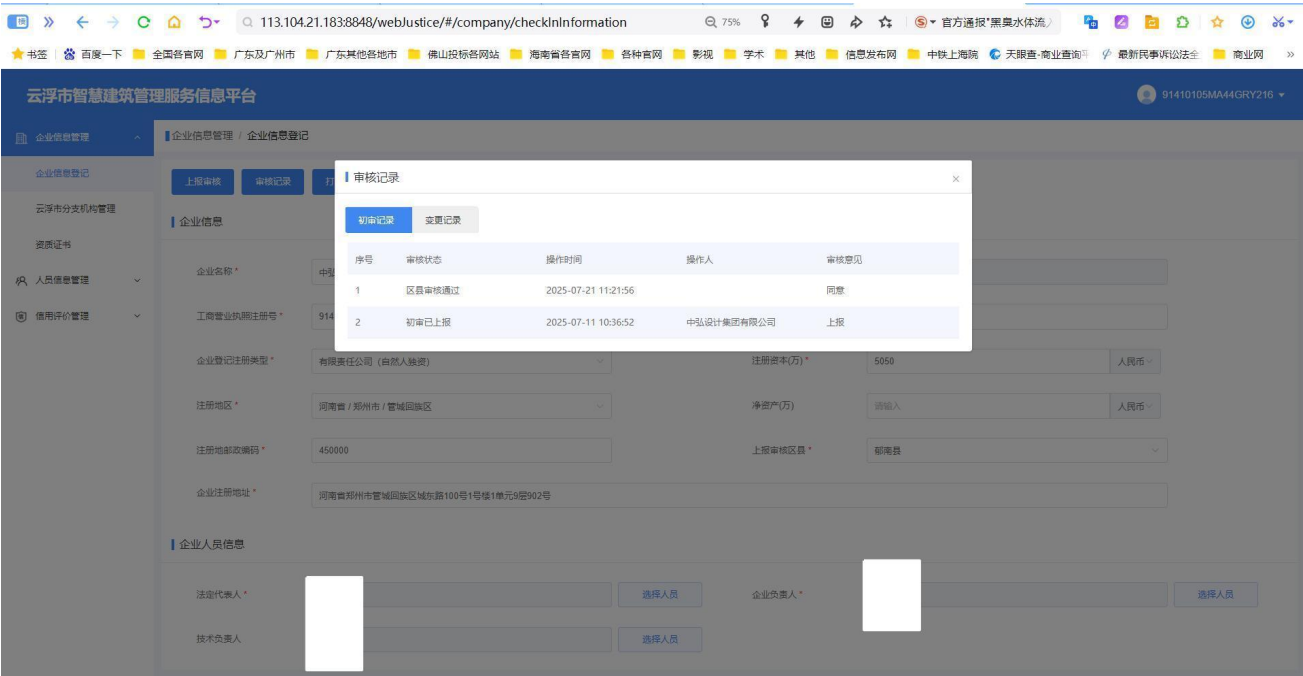 113.104.21.183:8848/webJustice/#/company/checkInInformation 75% 官方通报"黑臭水体流
书签 百度一下 全国各官网 广东及广州市 广东其他各地市 佛山投标各网站 海南省各官网 各种官网 影视 学术 其他 信息发布网 中铁上海院 天眼查-商业查询平 最新民事诉讼法全 商业网
云浮市智慧建筑管理服务信息平台 91410105MA44GRY216
企业信息管理 企业信息管理 / 企业信息登记
企业信息登记
上报审核 审核记录 打
审核记录
云浮市分支机构管理
企业信息
初审记录 变更记录
资质证书
序号 审核状态 操作时间 操作人 审核意见
人员信息管理
企业名称* 中弘
1 区县审核通过 2025-07-21 11:21:56 同意
信用评价管理
工商营业执照注册号* 914
2 初审已上报 2025-07-11 10:36:52 中弘设计集团有限公司 上报
企业登记注册类型* 有限责任公司（自然人独资） 注册资本(万)* 5050 人民币
注册地区* 河南省 / 郑州市 / 管城回族区 净资产(万) 请输入 人民币
注册地邮政编码* 450000 上报审核区县* 郁南县
企业注册地址* 河南省郑州市管城回族区城东路100号1号楼1单元9层902号
企业人员信息
法定代表人* 选择人员 企业负责人* 选择人员
技术负责人 选择人员